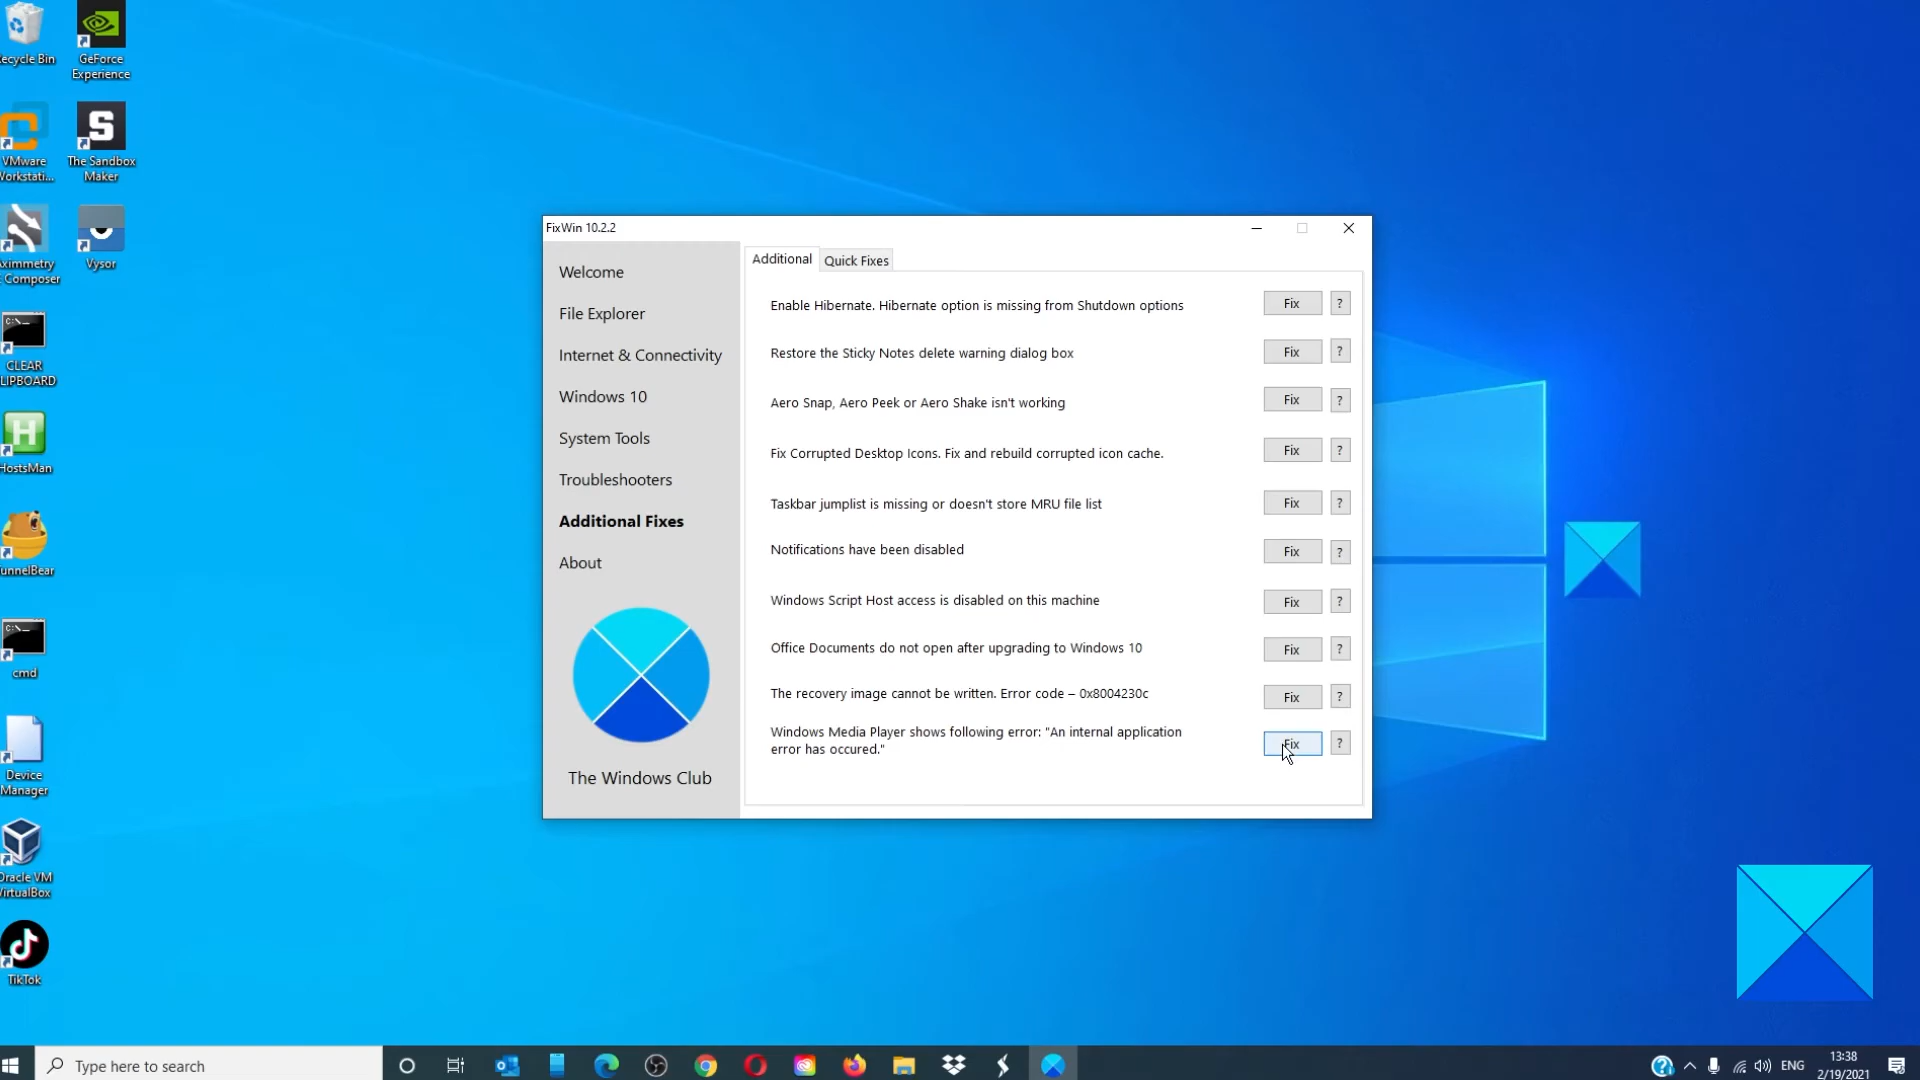 ecycle Bin
GeForce
Experience
VMware
Vorkstati...
The Sandbox
Maker
Aximmetry
Composer
Vysor
CLEAR
LIPBOARD
HostsMan
unnelBear
cmd
Device
Manager
Oracle VM
VirtualBox
TikTok
FixWin 10.2.2
Welcome
File Explorer
Internet & Connectivity
Windows 10
System Tools
Troubleshooters
Additional Fixes
About
The Windows Club
Additional
Quick Fixes
Enable Hibernate. Hibernate option is missing from Shutdown options
Fix ?
Restore the Sticky Notes delete warning dialog box
Fix ?
Aero Snap, Aero Peek or Aero Shake isn't working
Fix ?
Fix Corrupted Desktop Icons. Fix and rebuild corrupted icon cache.
Fix ?
Taskbar jumplist is missing or doesn't store MRU file list
Fix ?
Notifications have been disabled
Fix ?
Windows Script Host access is disabled on this machine
Fix ?
Office Documents do not open after upgrading to Windows 10
Fix ?
The recovery image cannot be written. Error code – 0x8004230c
Fix ?
Windows Media Player shows following error: "An internal application
error has occured."
Fix ?
Type here to search
ENG
13:38
2/19/2021